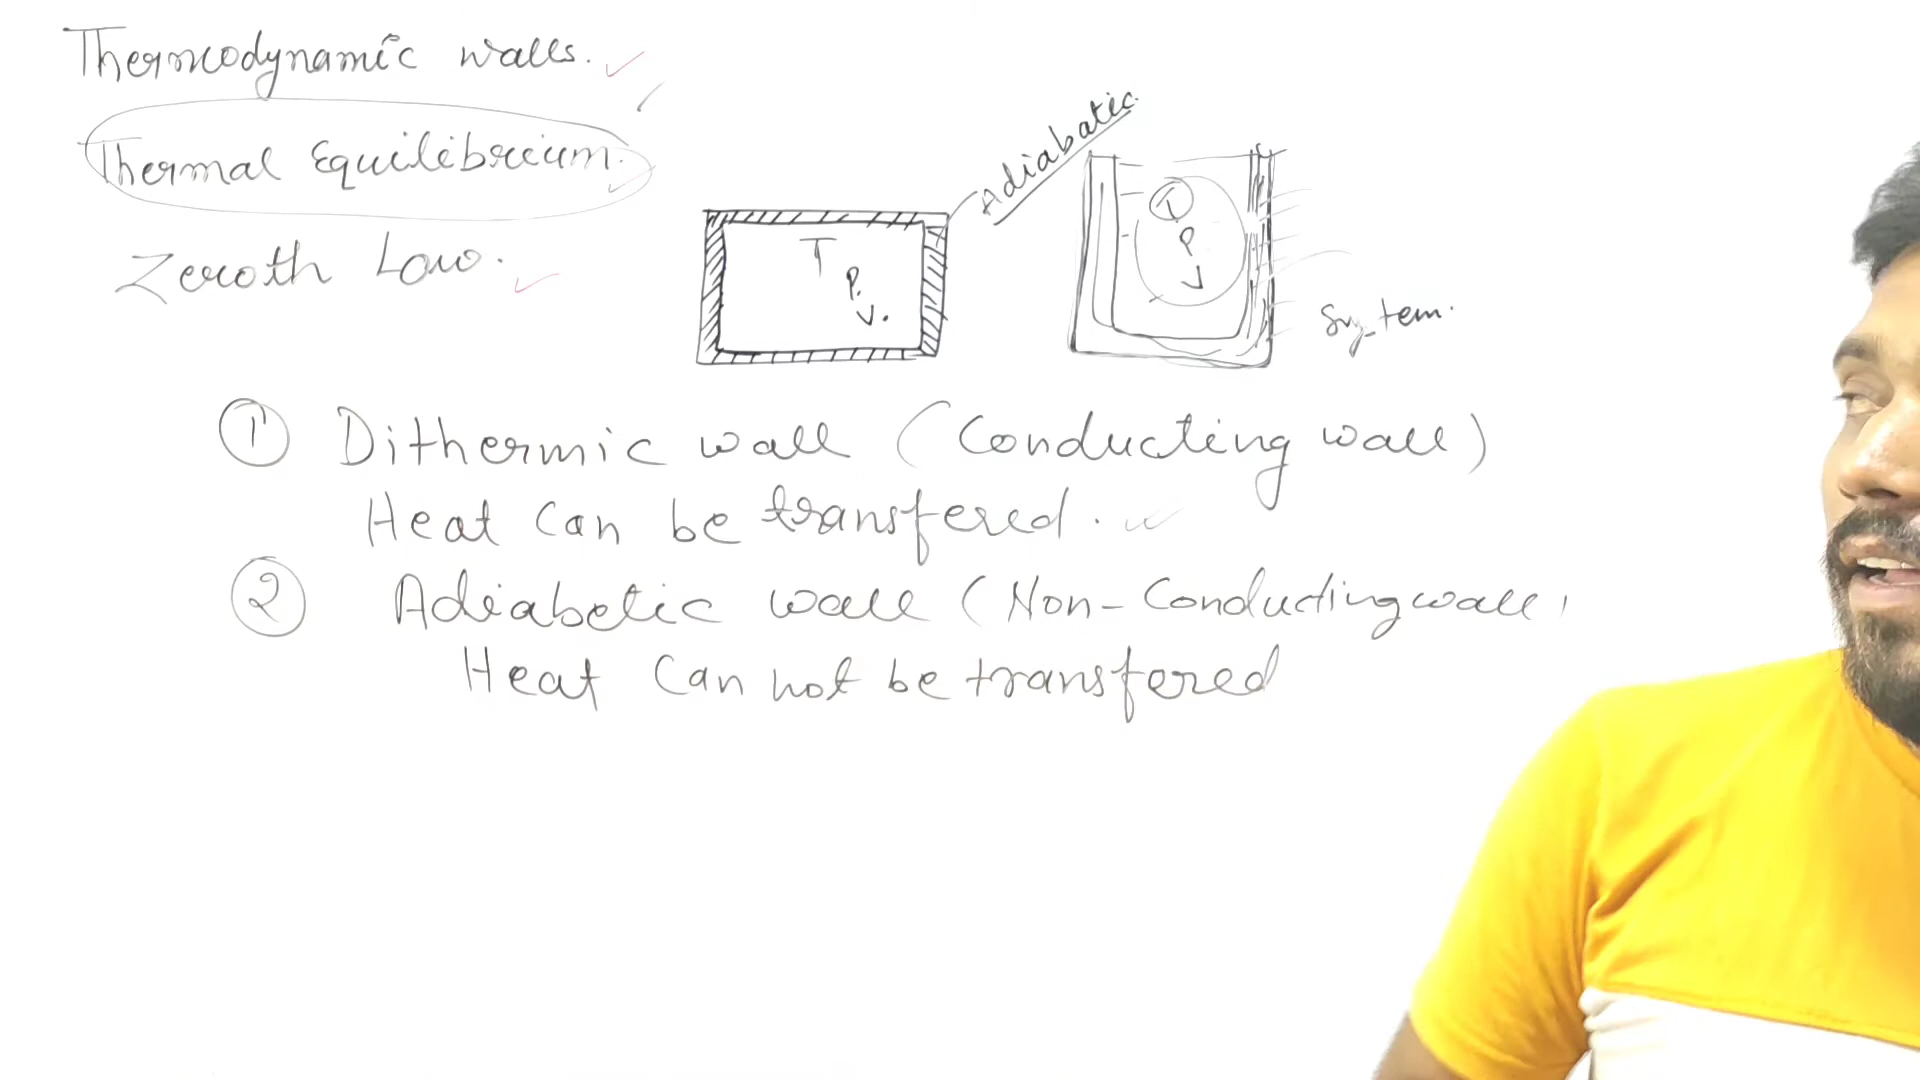 Thermodynamic walls.
Thermal Equilibrium.
Zeroth Law.
Adiabatic.
T
P.
V.
T
P
V
System.
① Dithermic wall (Conducting wall)
Heat Can be transfered.
② Adiabetic wall (Non-Conducting wall,
Heat Can not be transfered